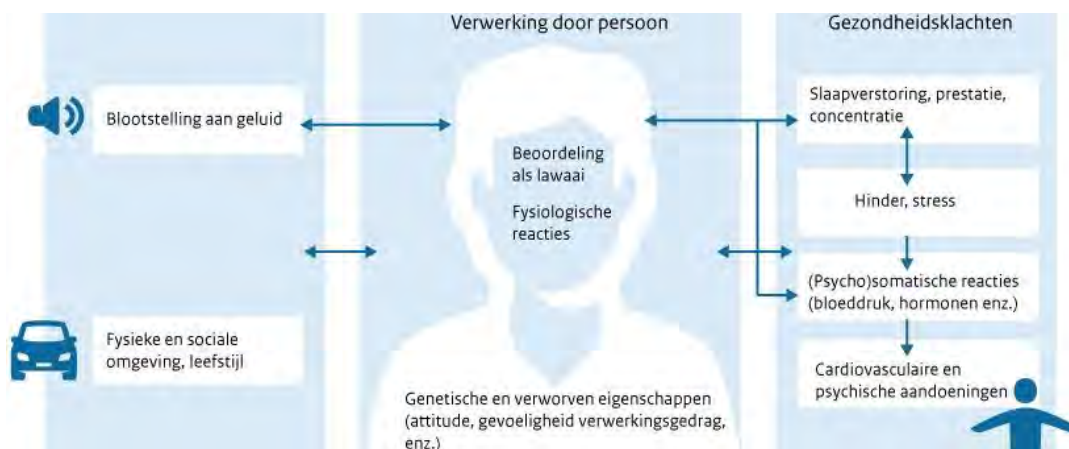 Verwerking door persoon
Gezondheidsklachten
Blootstelling aan geluid
Fysieke en sociale
omgeving, leefstijl
Beoordeling
als lawaai
Fysiologische
reacties
Genetische en verworven eigenschappen
(attitude, gevoeligheid verwerkingsgedrag,
enz.)
Slaapverstoring, prestatie,
concentratie
Hinder, stress
(Psycho)somatische reacties
(bloeddruk, hormonen enz.)
Cardiovasculaire en
psychische aandoeningen